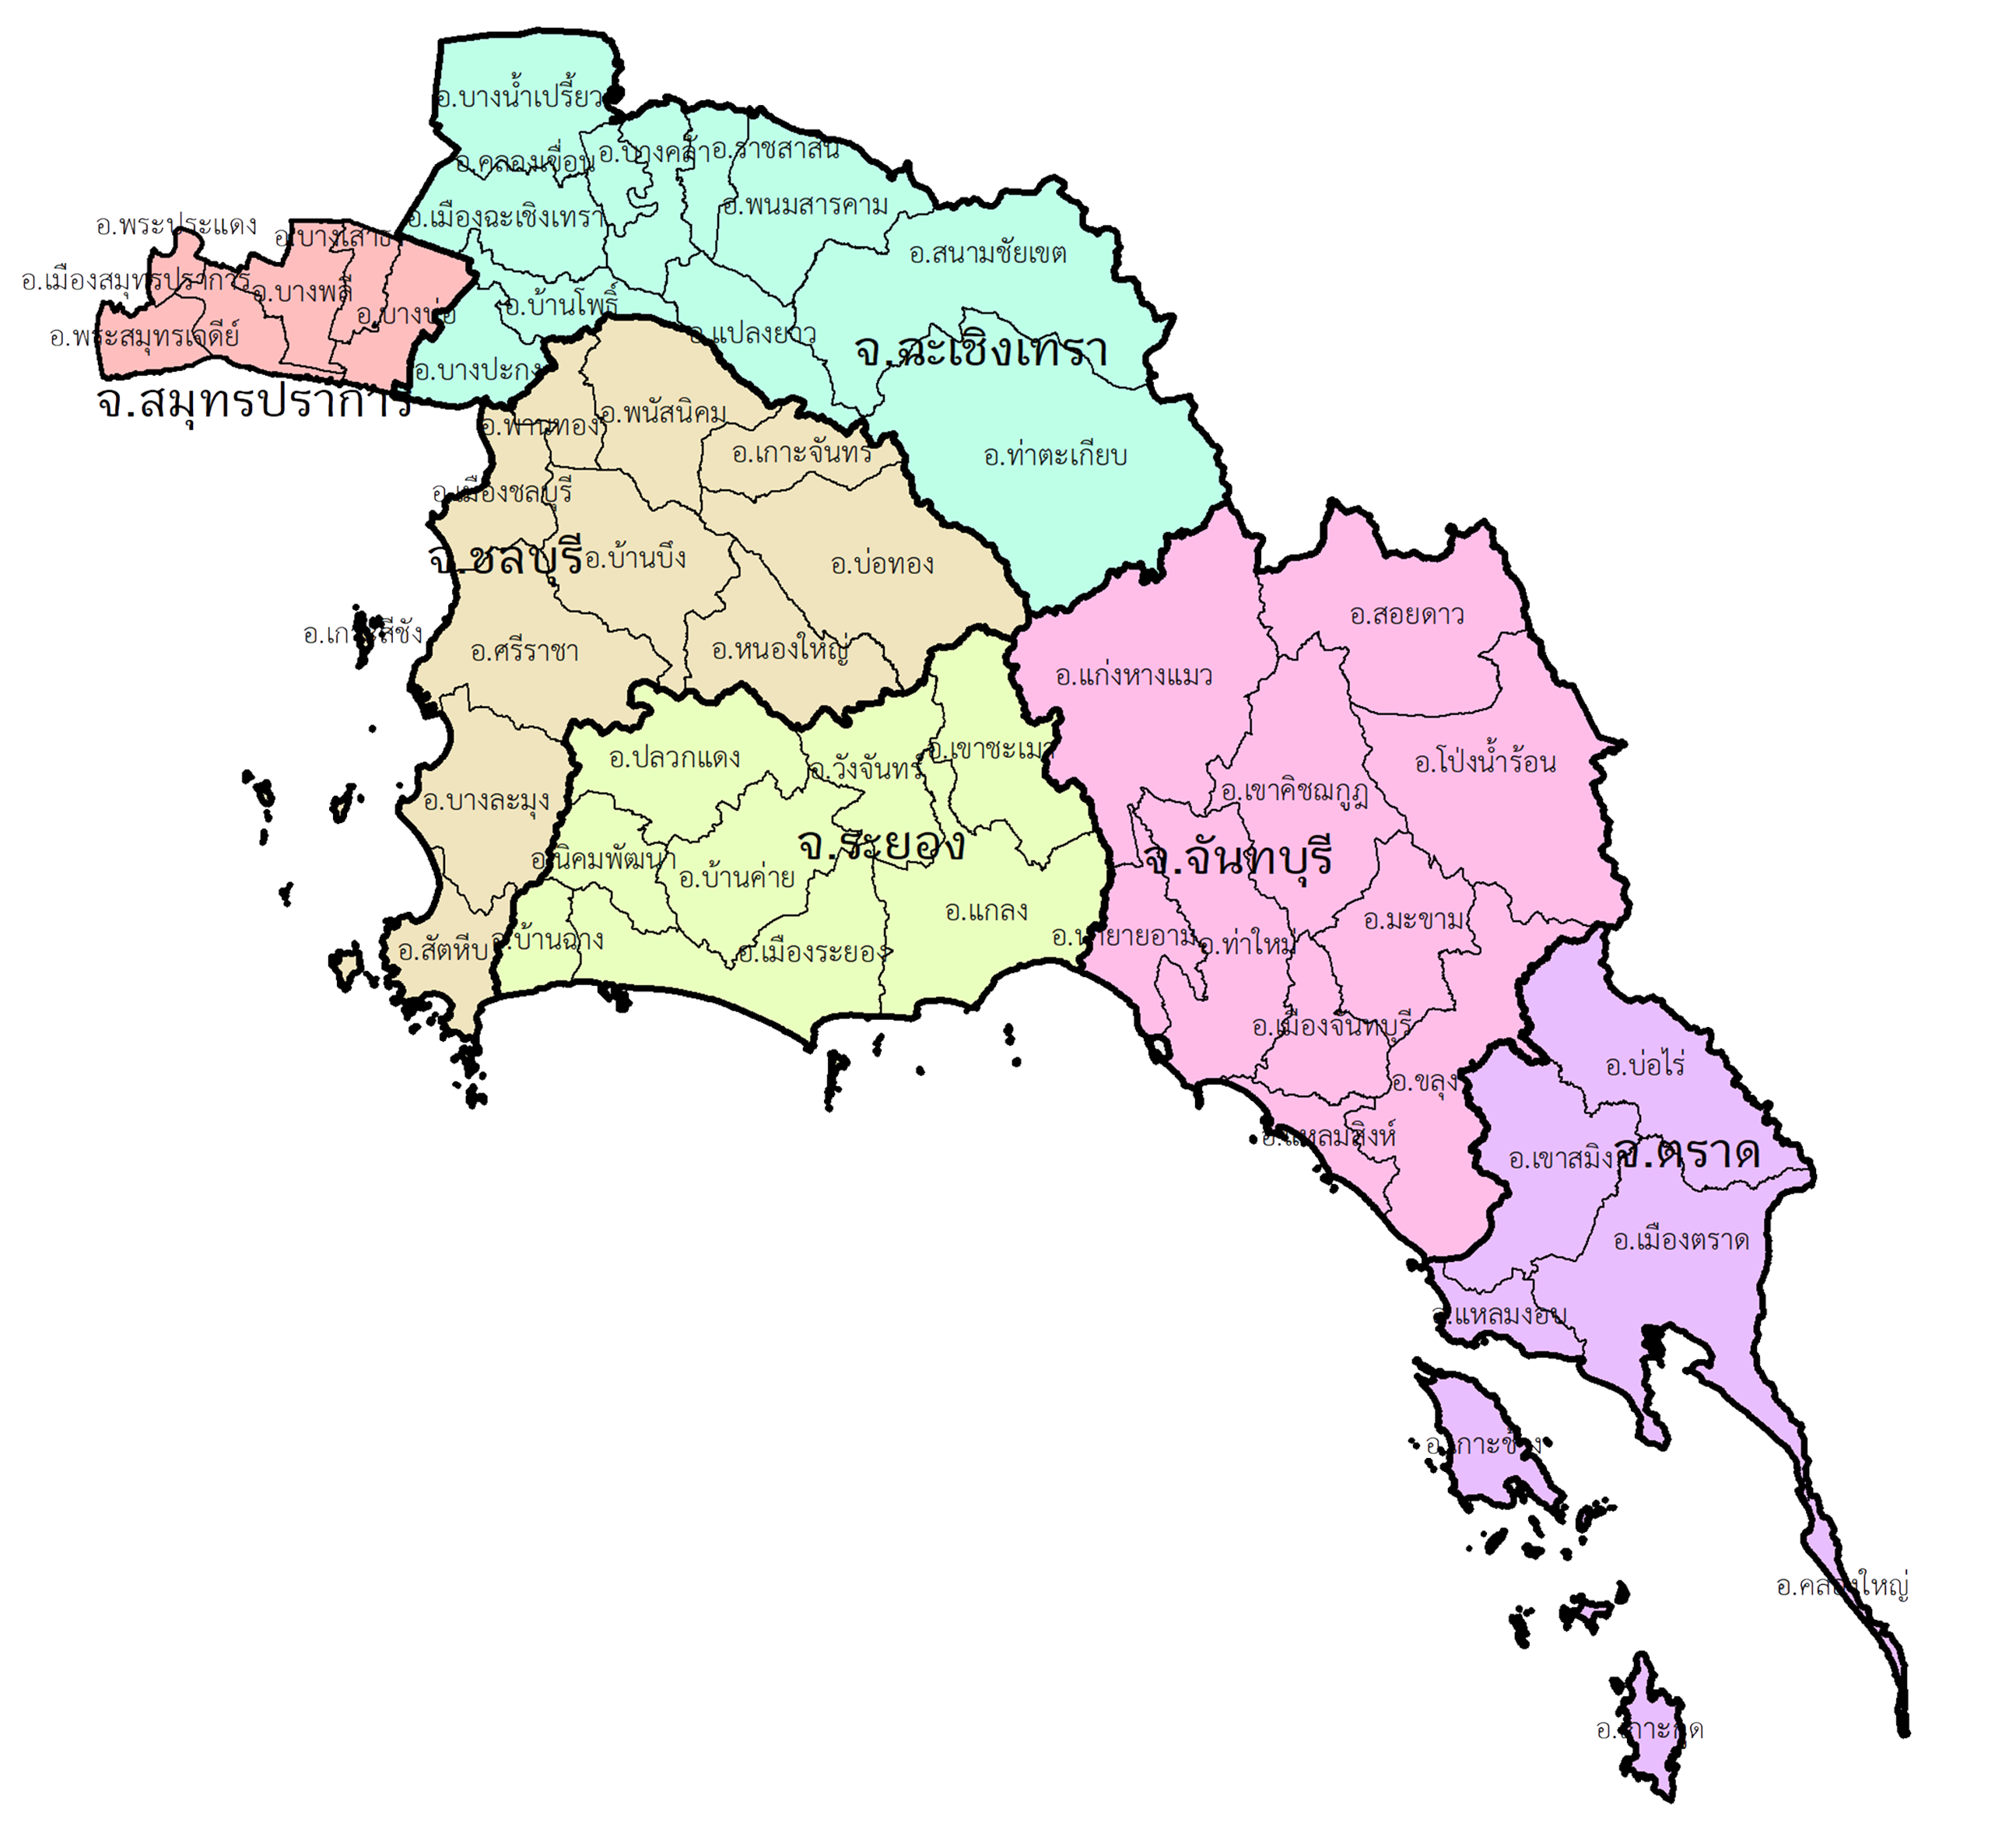 อ.บางน้ำเปรี้ยว
อ.คลองเขื่อน
อ.บางคล้า
อ.ราชสาส์น
อ.เมืองฉะเชิงเทรา
อ.พนมสารคาม
อ.พระประแดง
อ.บางเสาธง
อ.สนามชัยเขต
อ.เมืองสมุทรปราการ
อ.บางพลี
อ.บางบ่อ
อ.บ้านโพธิ์
อ.พระสมุทรเจดีย์
อ.แปลงยาว
จ.ฉะเชิงเทรา
อ.บางปะกง
จ.สมุทรปราการ
อ.พานทอง
อ.พนัสนิคม
อ.เกาะจันทร์
อ.ท่าตะเกียบ
อ.เมืองชลบุรี
จ.ชลบุรี
อ.บ้านบึง
อ.บ่อทอง
อ.เกาะสีชัง
อ.ศรีราชา
อ.หนองใหญ่
อ.สอยดาว
อ.แก่งหางแมว
อ.ปลวกแดง
อ.วังจันทร์
อ.เขาชะเมา
อ.โป่งน้ำร้อน
อ.บางละมุง
อ.เขาคิชฌกูฏ
อ.นิคมพัฒนา
อ.บ้านค่าย
จ.ระยอง
จ.จันทบุรี
อ.แกลง
อ.มะขาม
อ.สัตหีบ
อ.บ้านฉาง
อ.เมืองระยอง
อ.นายายอาม
อ.ท่าใหม่
อ.เมืองจันทบุรี
อ.ขลุง
อ.บ่อไร่
อ.แหลมสิงห์
อ.เขาสมิง
จ.ตราด
อ.เมืองตราด
อ.แหลมงอบ
อ.เกาะช้าง
อ.คลองใหญ่
อ.เกาะกูด